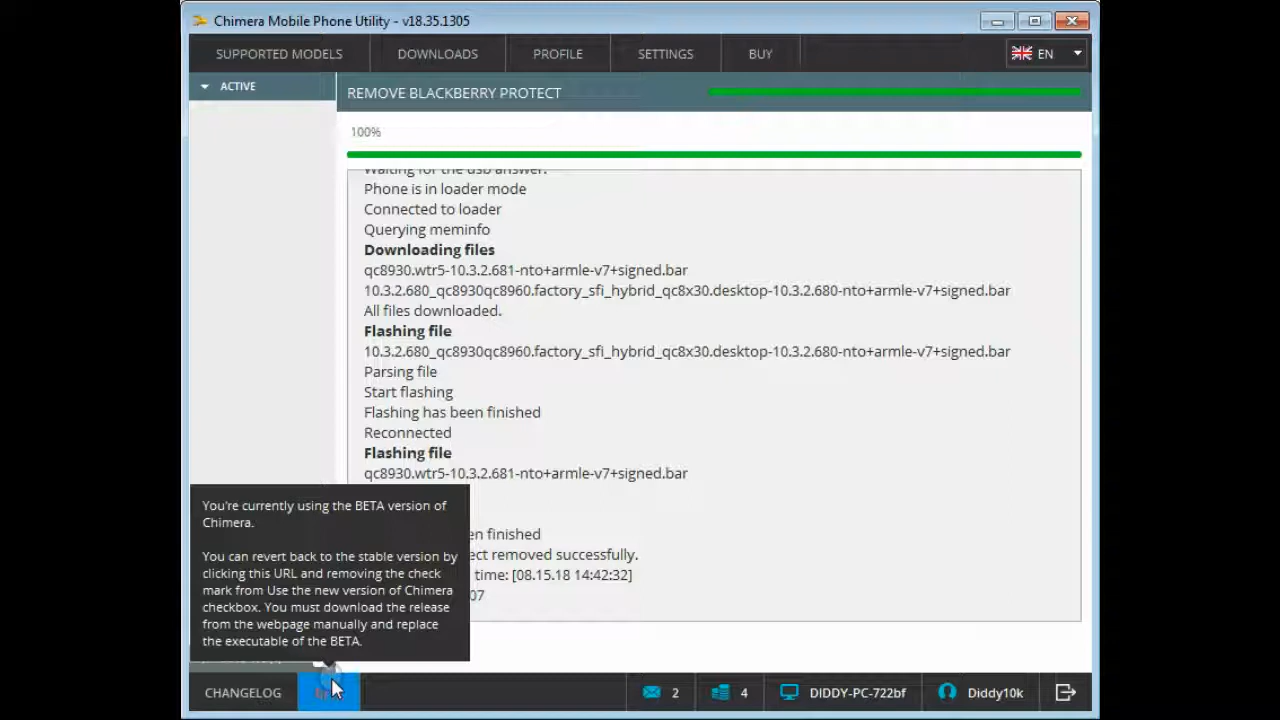 Chimera Mobile Phone Utility - v18.35.1305
SUPPORTED MODELS
DOWNLOADS
PROFILE
SETTINGS
BUY
EN
ACTIVE
REMOVE BLACKBERRY PROTECT
100%
Waiting for the usb answer.
Phone is in loader mode
Connected to loader
Querying meminfo
Downloading files
qc8930.wtr5-10.3.2.681-nto+armle-v7+signed.bar
10.3.2.680_qc8930qc8960.factory_sfi_hybrid_qc8x30.desktop-10.3.2.680-nto+armle-v7+signed.bar
All files downloaded.
Flashing file
10.3.2.680_qc8930qc8960.factory_sfi_hybrid_qc8x30.desktop-10.3.2.680-nto+armle-v7+signed.bar
Parsing file
Start flashing
Flashing has been finished
Reconnected
Flashing file
qc8930.wtr5-10.3.2.681-nto+armle-v7+signed.bar
en finished
ect removed successfully.
time: [08.15.18 14:42:32]
07
You're currently using the BETA version of
Chimera.
You can revert back to the stable version by
clicking this URL and removing the check
mark from Use the new version of Chimera
checkbox. You must download the release
from the webpage manually and replace
the executable of the BETA.
CHANGELOG
2
4
DIDDY-PC-722bf
Diddy10k